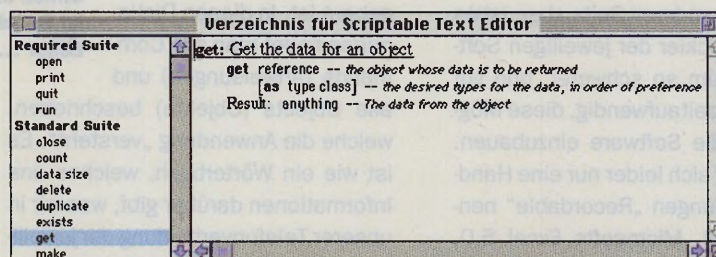 Verzeichnis für Scriptable Text Editor
Required Suite
open
print
quit
run
Standard Suite
close
count
data size
delete
duplicate
exists
get
make
get: Get the data for an object
get reference -- the object whose data is to be returned
[as type class] -- the desired types for the data, in order of preference
Result: anything -- The data from the object